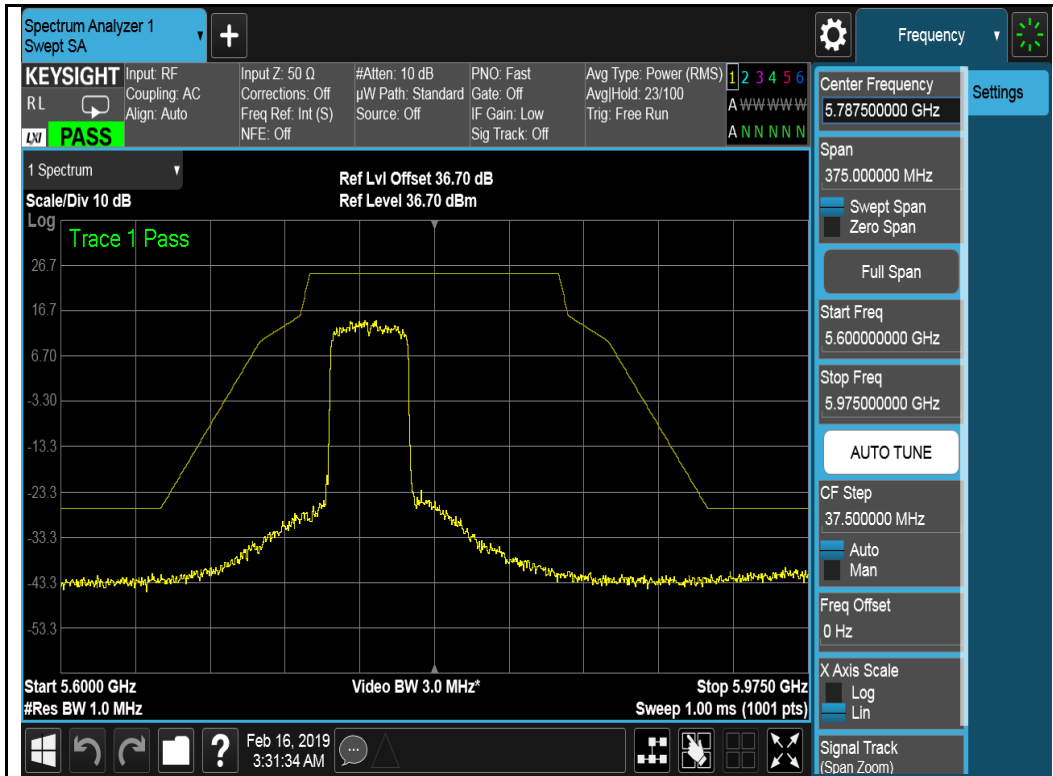 Spectrum Analyzer 1
Swept SA
+
Frequency
KEYSIGHT
R L
LXI
PASS
Input: RF
Coupling: AC
Align: Auto
Input Z: 50 Ω
Corrections: Off
Freq Ref: Int (S)
NFE: Off
#Atten: 10 dB
µW Path: Standard
Source: Off
PNO: Fast
Gate: Off
IF Gain: Low
Sig Track: Off
Avg Type: Power (RMS)
Avg|Hold: 23/100
Trig: Free Run
1 2 3 4 5 6
A W W W W W
A N N N N N
1 Spectrum
Scale/Div 10 dB
Ref Lvl Offset 36.70 dB
Ref Level 36.70 dBm
Log
Trace 1 Pass
26.7
16.7
6.70
-3.30
-13.3
-23.3
-33.3
-43.3
-53.3
Start 5.6000 GHz
#Res BW 1.0 MHz
Video BW 3.0 MHz*
Stop 5.9750 GHz
Sweep 1.00 ms (1001 pts)
Center Frequency
5.787500000 GHz
Span
375.000000 MHz
Swept Span
Zero Span
Full Span
Start Freq
5.600000000 GHz
Stop Freq
5.975000000 GHz
AUTO TUNE
CF Step
37.500000 MHz
Auto
Man
Freq Offset
0 Hz
X Axis Scale
Log
Lin
Signal Track
(Span Zoom)
Settings
?
Feb 16, 2019
3:31:34 AM